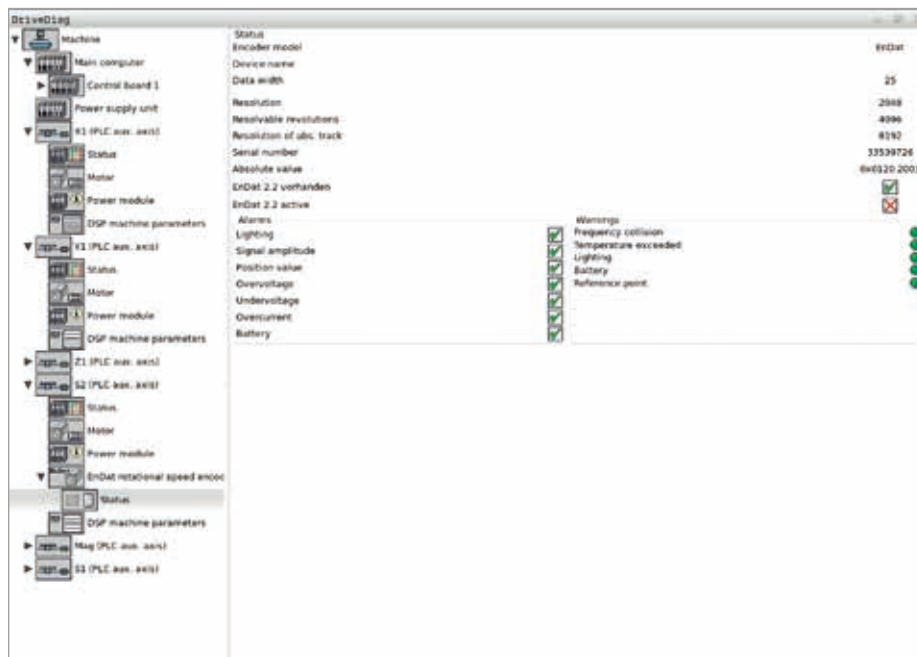 DriveDiag
Machine
Main computer
Control board 1
Power supply unit
X1 (PLC aux. axis)
Status
Motor
Power module
DSP machine parameters
Y1 (PLC aux. axis)
Status
Motor
Power module
DSP machine parameters
Z1 (PLC aux. axis)
S2 (PLC aux. axis)
Status
Motor
Power module
EnDat rotational speed encod
Status
DSP machine parameters
Mag (PLC aux. axis)
S1 (PLC aux. axis)
Status
Encoder model EnDat
Device name
Data width 25
Resolution 2048
Resolvable revolutions 4096
Resolution of abs. track 8192
Serial number 33539726
Absolute value 0x0120 200
EnDat 2.2 vorhanden
EnDat 2.2 active
Alarms
Lighting
Signal amplitude
Position value
Overvoltage
Undervoltage
Overcurrent
Battery
Warnings
Frequency collision
Temperature exceeded
Lighting
Battery
Reference point